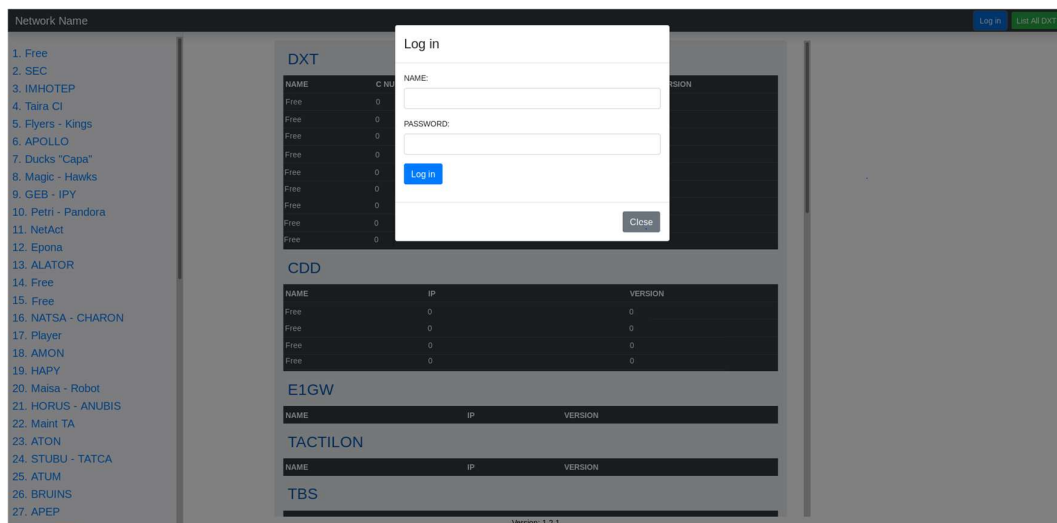 Network Name Log in List All DXT
1. Free
2. SEC
3. IMHOTEP
4. Taira CI
5. Flyers - Kings
6. APOLLO
7. Ducks "Capa"
8. Magic - Hawks
9. GEB - IPY
10. Petri - Pandora
11. NetAct
12. Epona
13. ALATOR
14. Free
15. Free
16. NATSA - CHARON
17. Player
18. AMON
19. HAPY
20. Maisa - Robot
21. HORUS - ANUBIS
22. Maint TA
23. ATON
24. STUBU - TATCA
25. ATUM
26. BRUINS
27. APEP
DXT
NAME C NU RSION
Free 0
Free 0
Free 0
Free 0
Free 0
Free 0
Free 0
Free 0
Free 0
Log in
NAME:
PASSWORD:
Log in
Close
CDD
NAME IP VERSION
Free 0 0
Free 0 0
Free 0 0
Free 0 0
E1GW
NAME IP VERSION
TACTILON
NAME IP VERSION
TBS
Version: 1.2.1